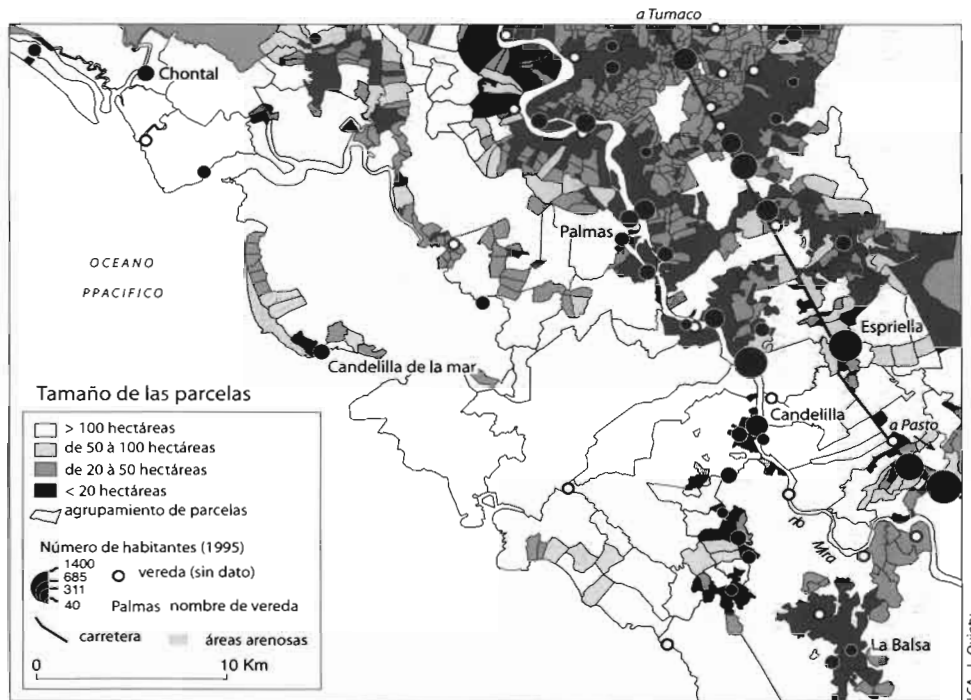 a Tumaco
Chontal
Palmas
OCEANO
PPACIFICO
Espriella
Candelilla de la mar
Candelilla
a Pasto
río Mira
La Balsa
Tamaño de las parcelas
> 100 hectáreas
de 50 à 100 hectáreas
de 20 à 50 hectáreas
< 20 hectáreas
agrupamiento de parcelas
Número de habitantes (1995)
1400
685
311
40
vereda (sin dato)
Palmas nombre de vereda
carretera
áreas arenosas
0 10 Km